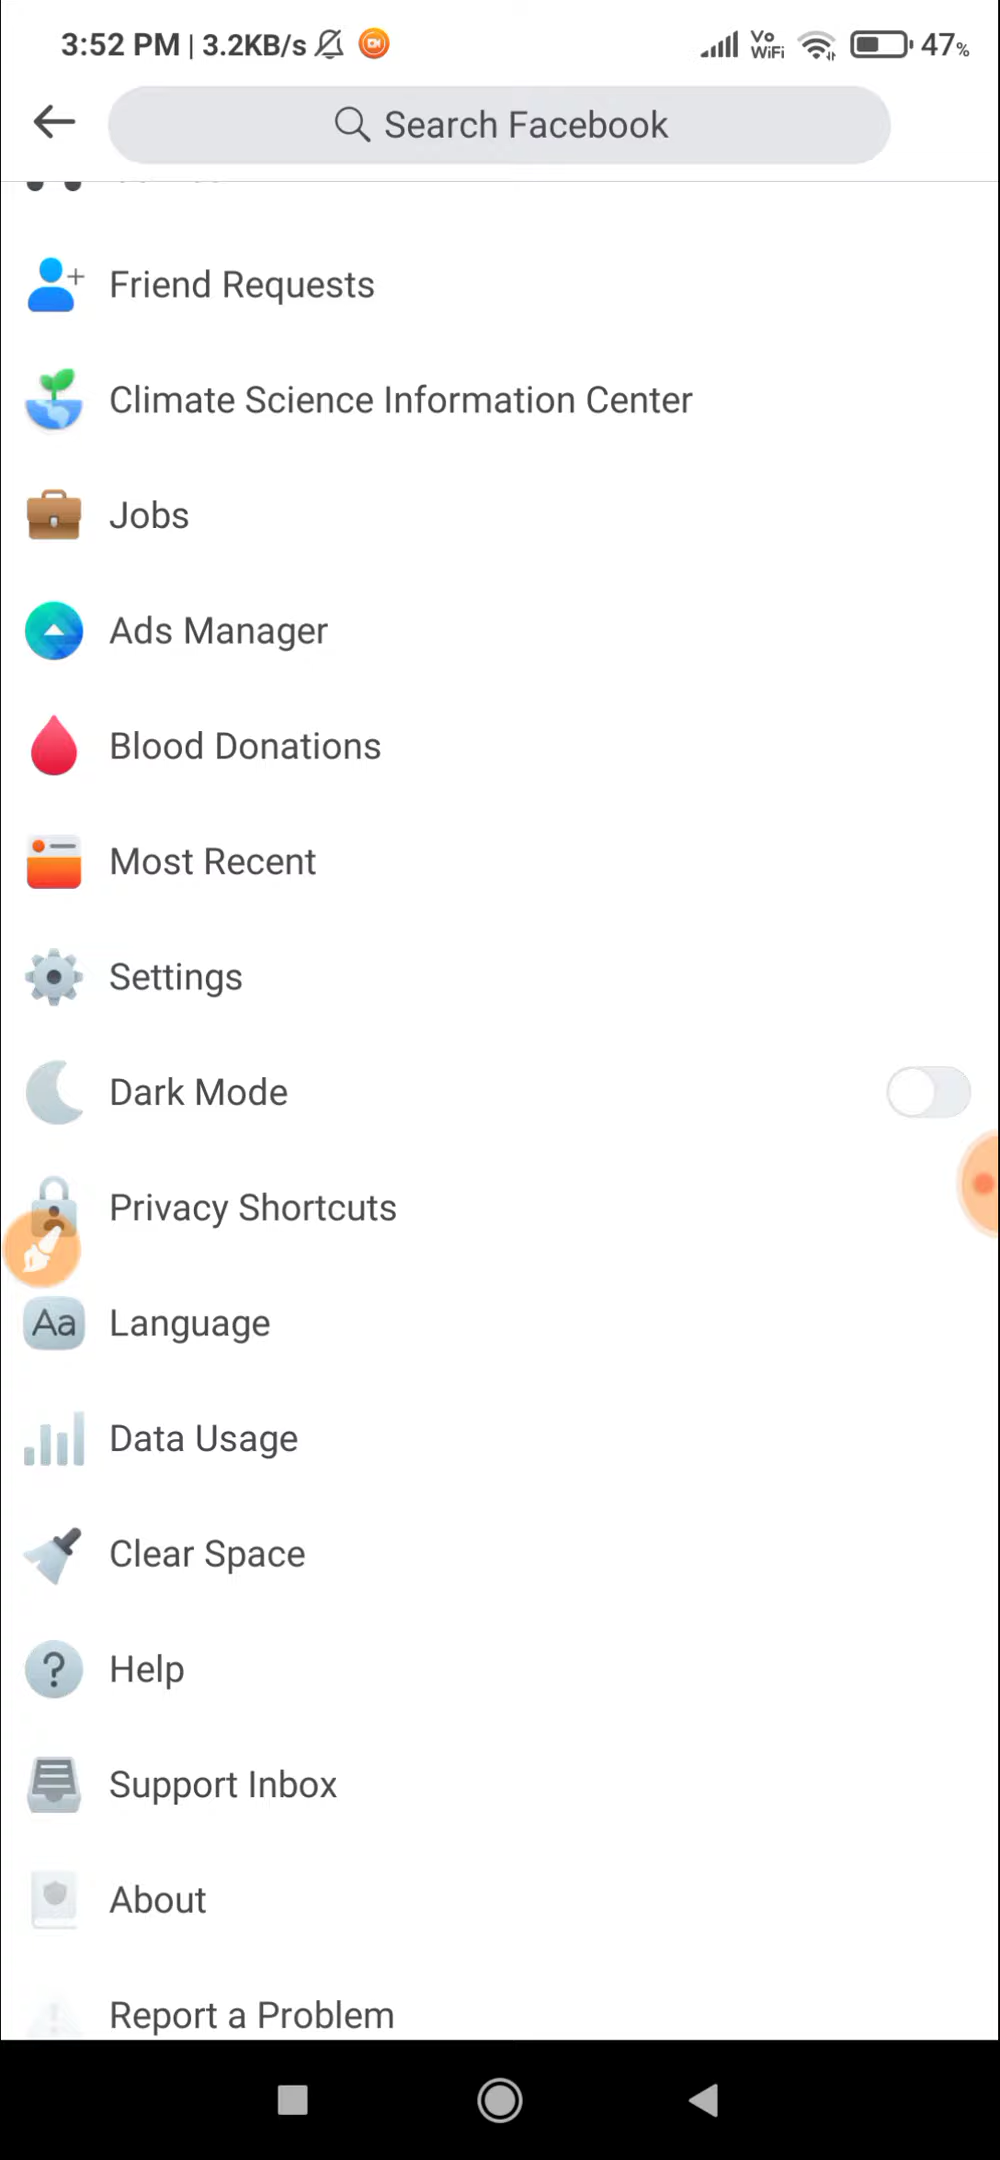 3:52 PM | 3.2KB/s Vo WiFi 47%
Search Facebook
Friend Requests
Climate Science Information Center
Jobs
Ads Manager
Blood Donations
Most Recent
Settings
Dark Mode
Privacy Shortcuts
Aa Language
Data Usage
Clear Space
? Help
Support Inbox
About
Report a Problem